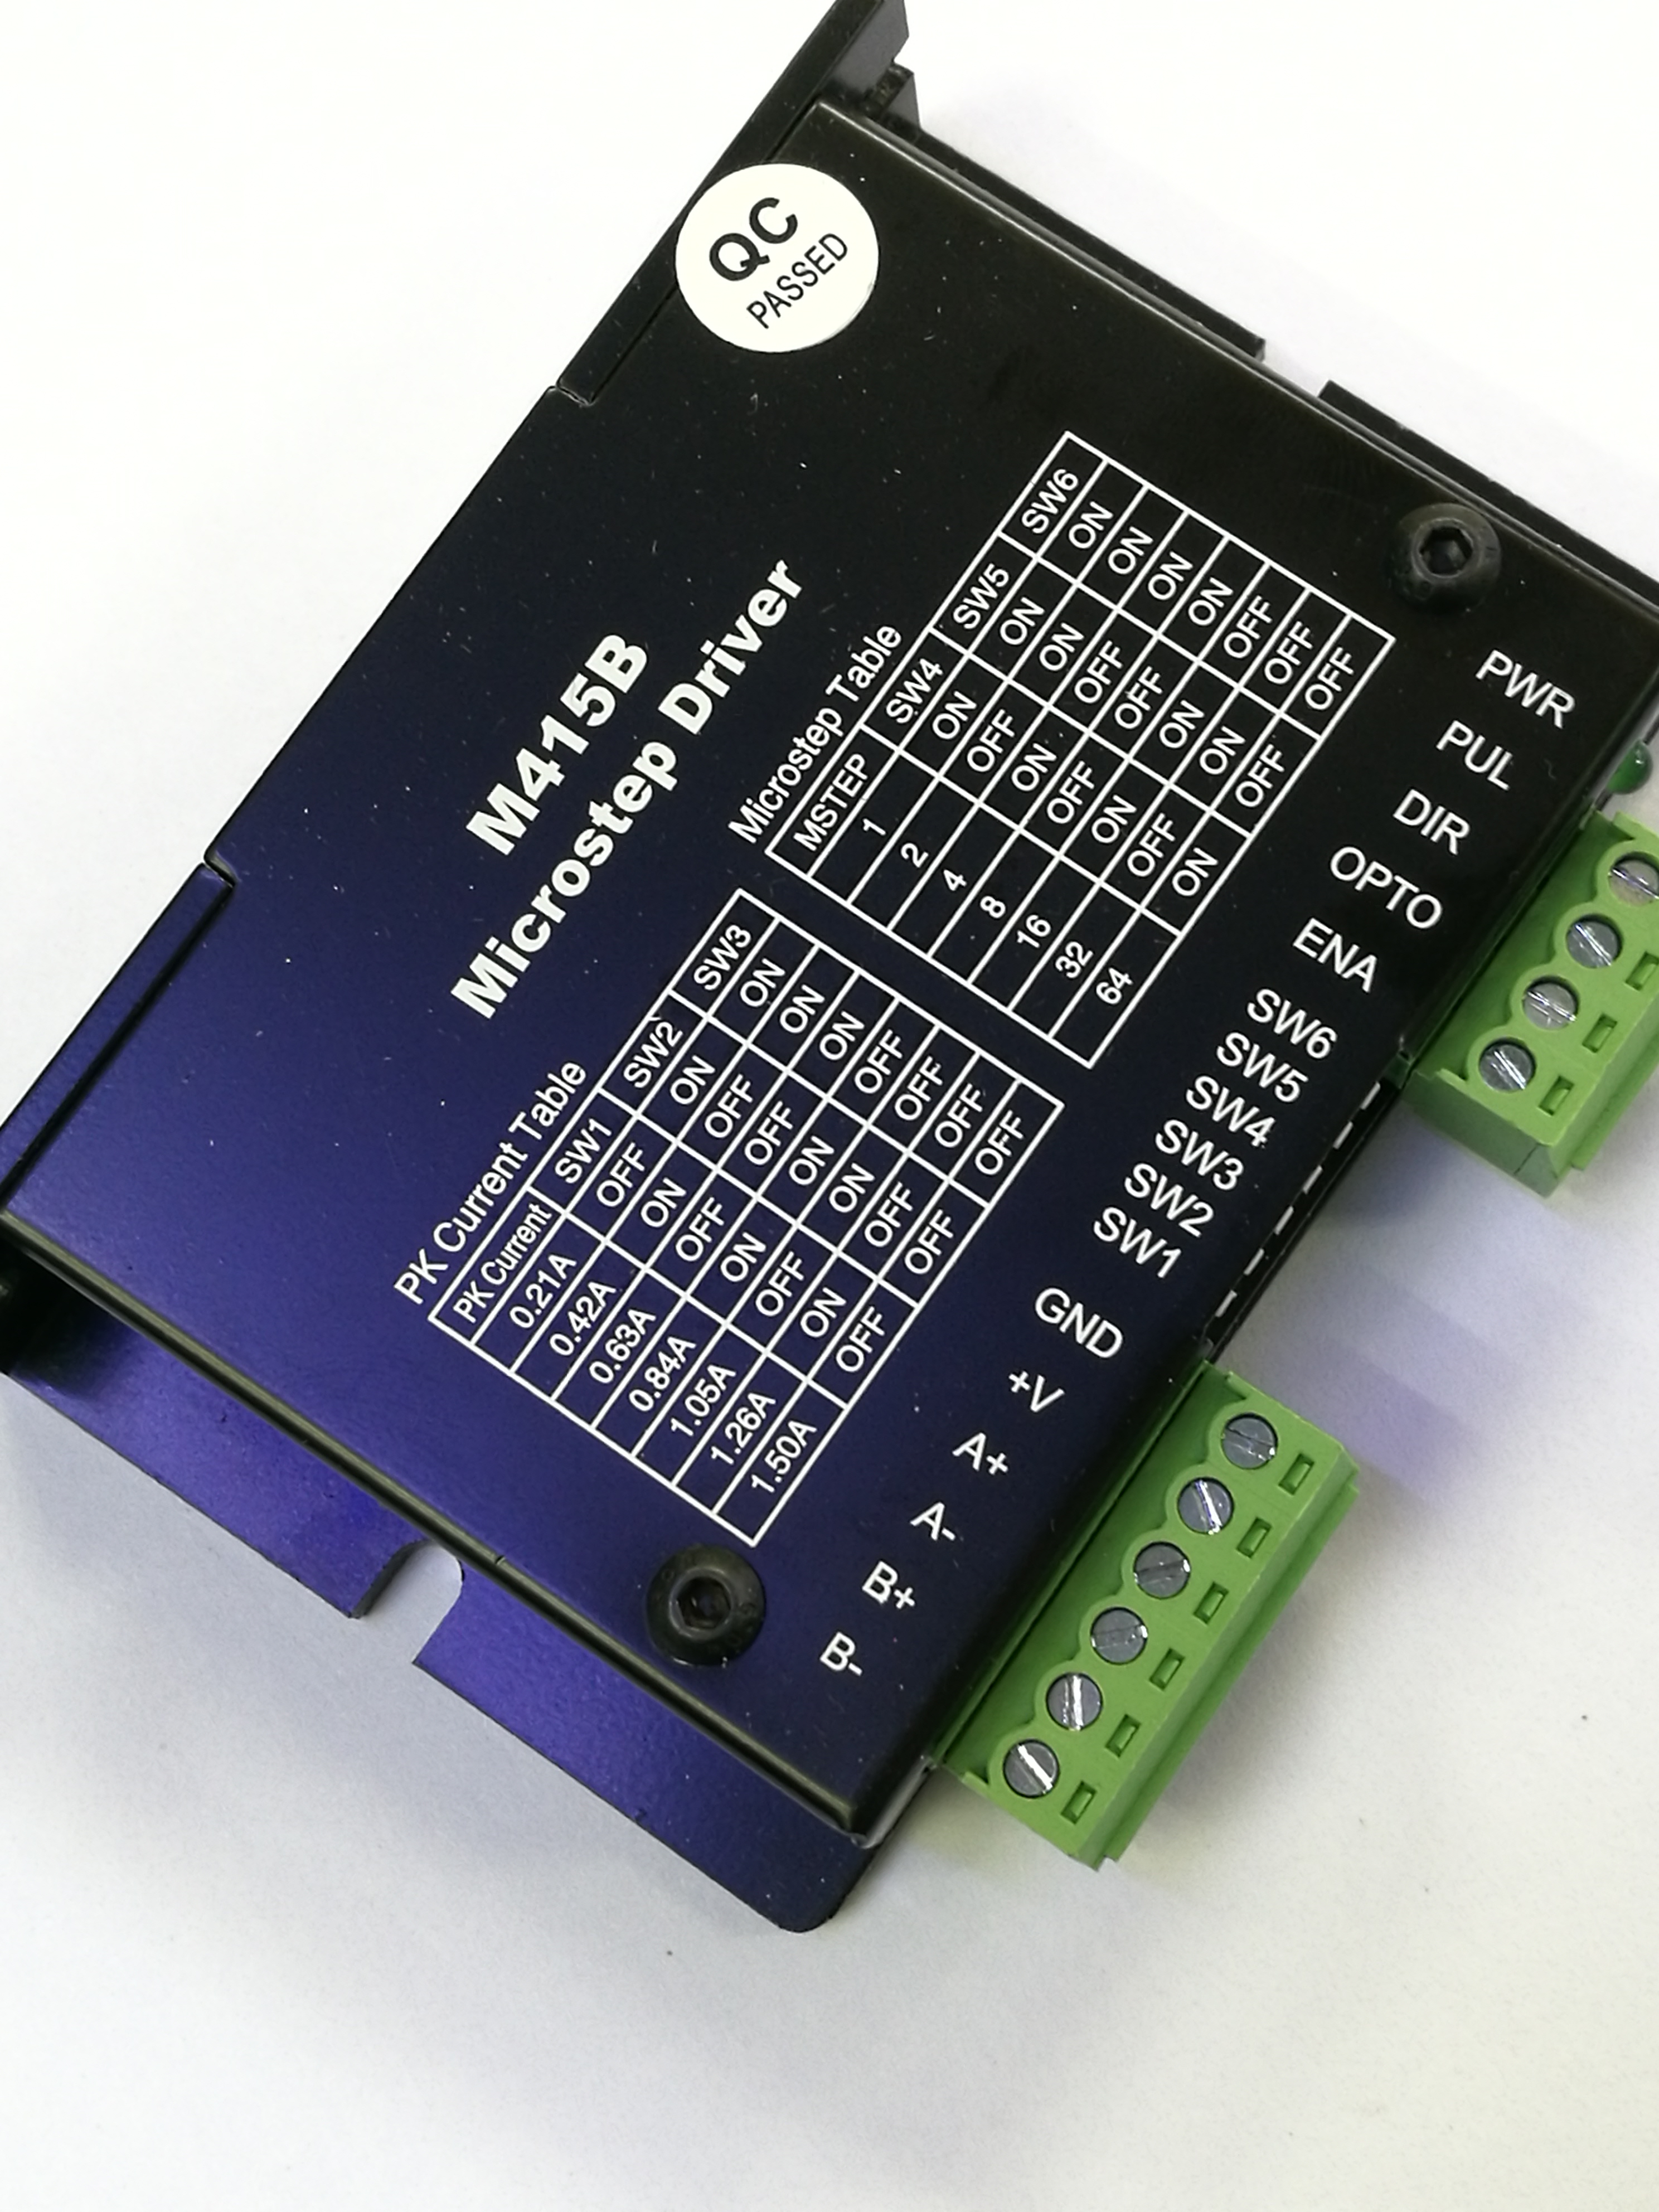 QC
PASSED
M415B
Microstep Driver
PK Current Table
PK Current SW1 SW2 SW3
0.21A OFF ON ON
0.42A ON OFF ON
0.63A OFF OFF ON
0.84A ON ON OFF
1.05A OFF ON OFF
1.26A ON OFF OFF
1.50A OFF OFF OFF
Microstep Table
MSTEP SW4 SW5 SW6
1 ON ON ON
2 OFF ON ON
4 ON OFF ON
8 OFF OFF ON
16 ON ON OFF
32 OFF ON OFF
64 ON OFF OFF
PWR
PUL
DIR
OPTO
ENA
SW6
SW5
SW4
SW3
SW2
SW1
GND
+V
A+
A-
B+
B-